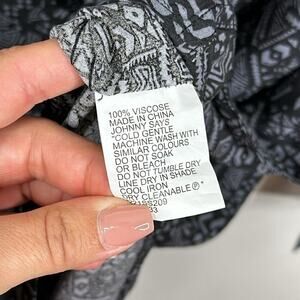 100% VISCOSE
MADE IN CHINA
JOHNNY SAYS
"COLD GENTLE
MACHINE WASH WITH
SIMILAR COLOURS
DO NOT SOAK
OR BLEACH
DO NOT TUMBLE DRY
LINE DRY IN SHADE
COOL IRON
DRY CLEANABLE Ⓟ"